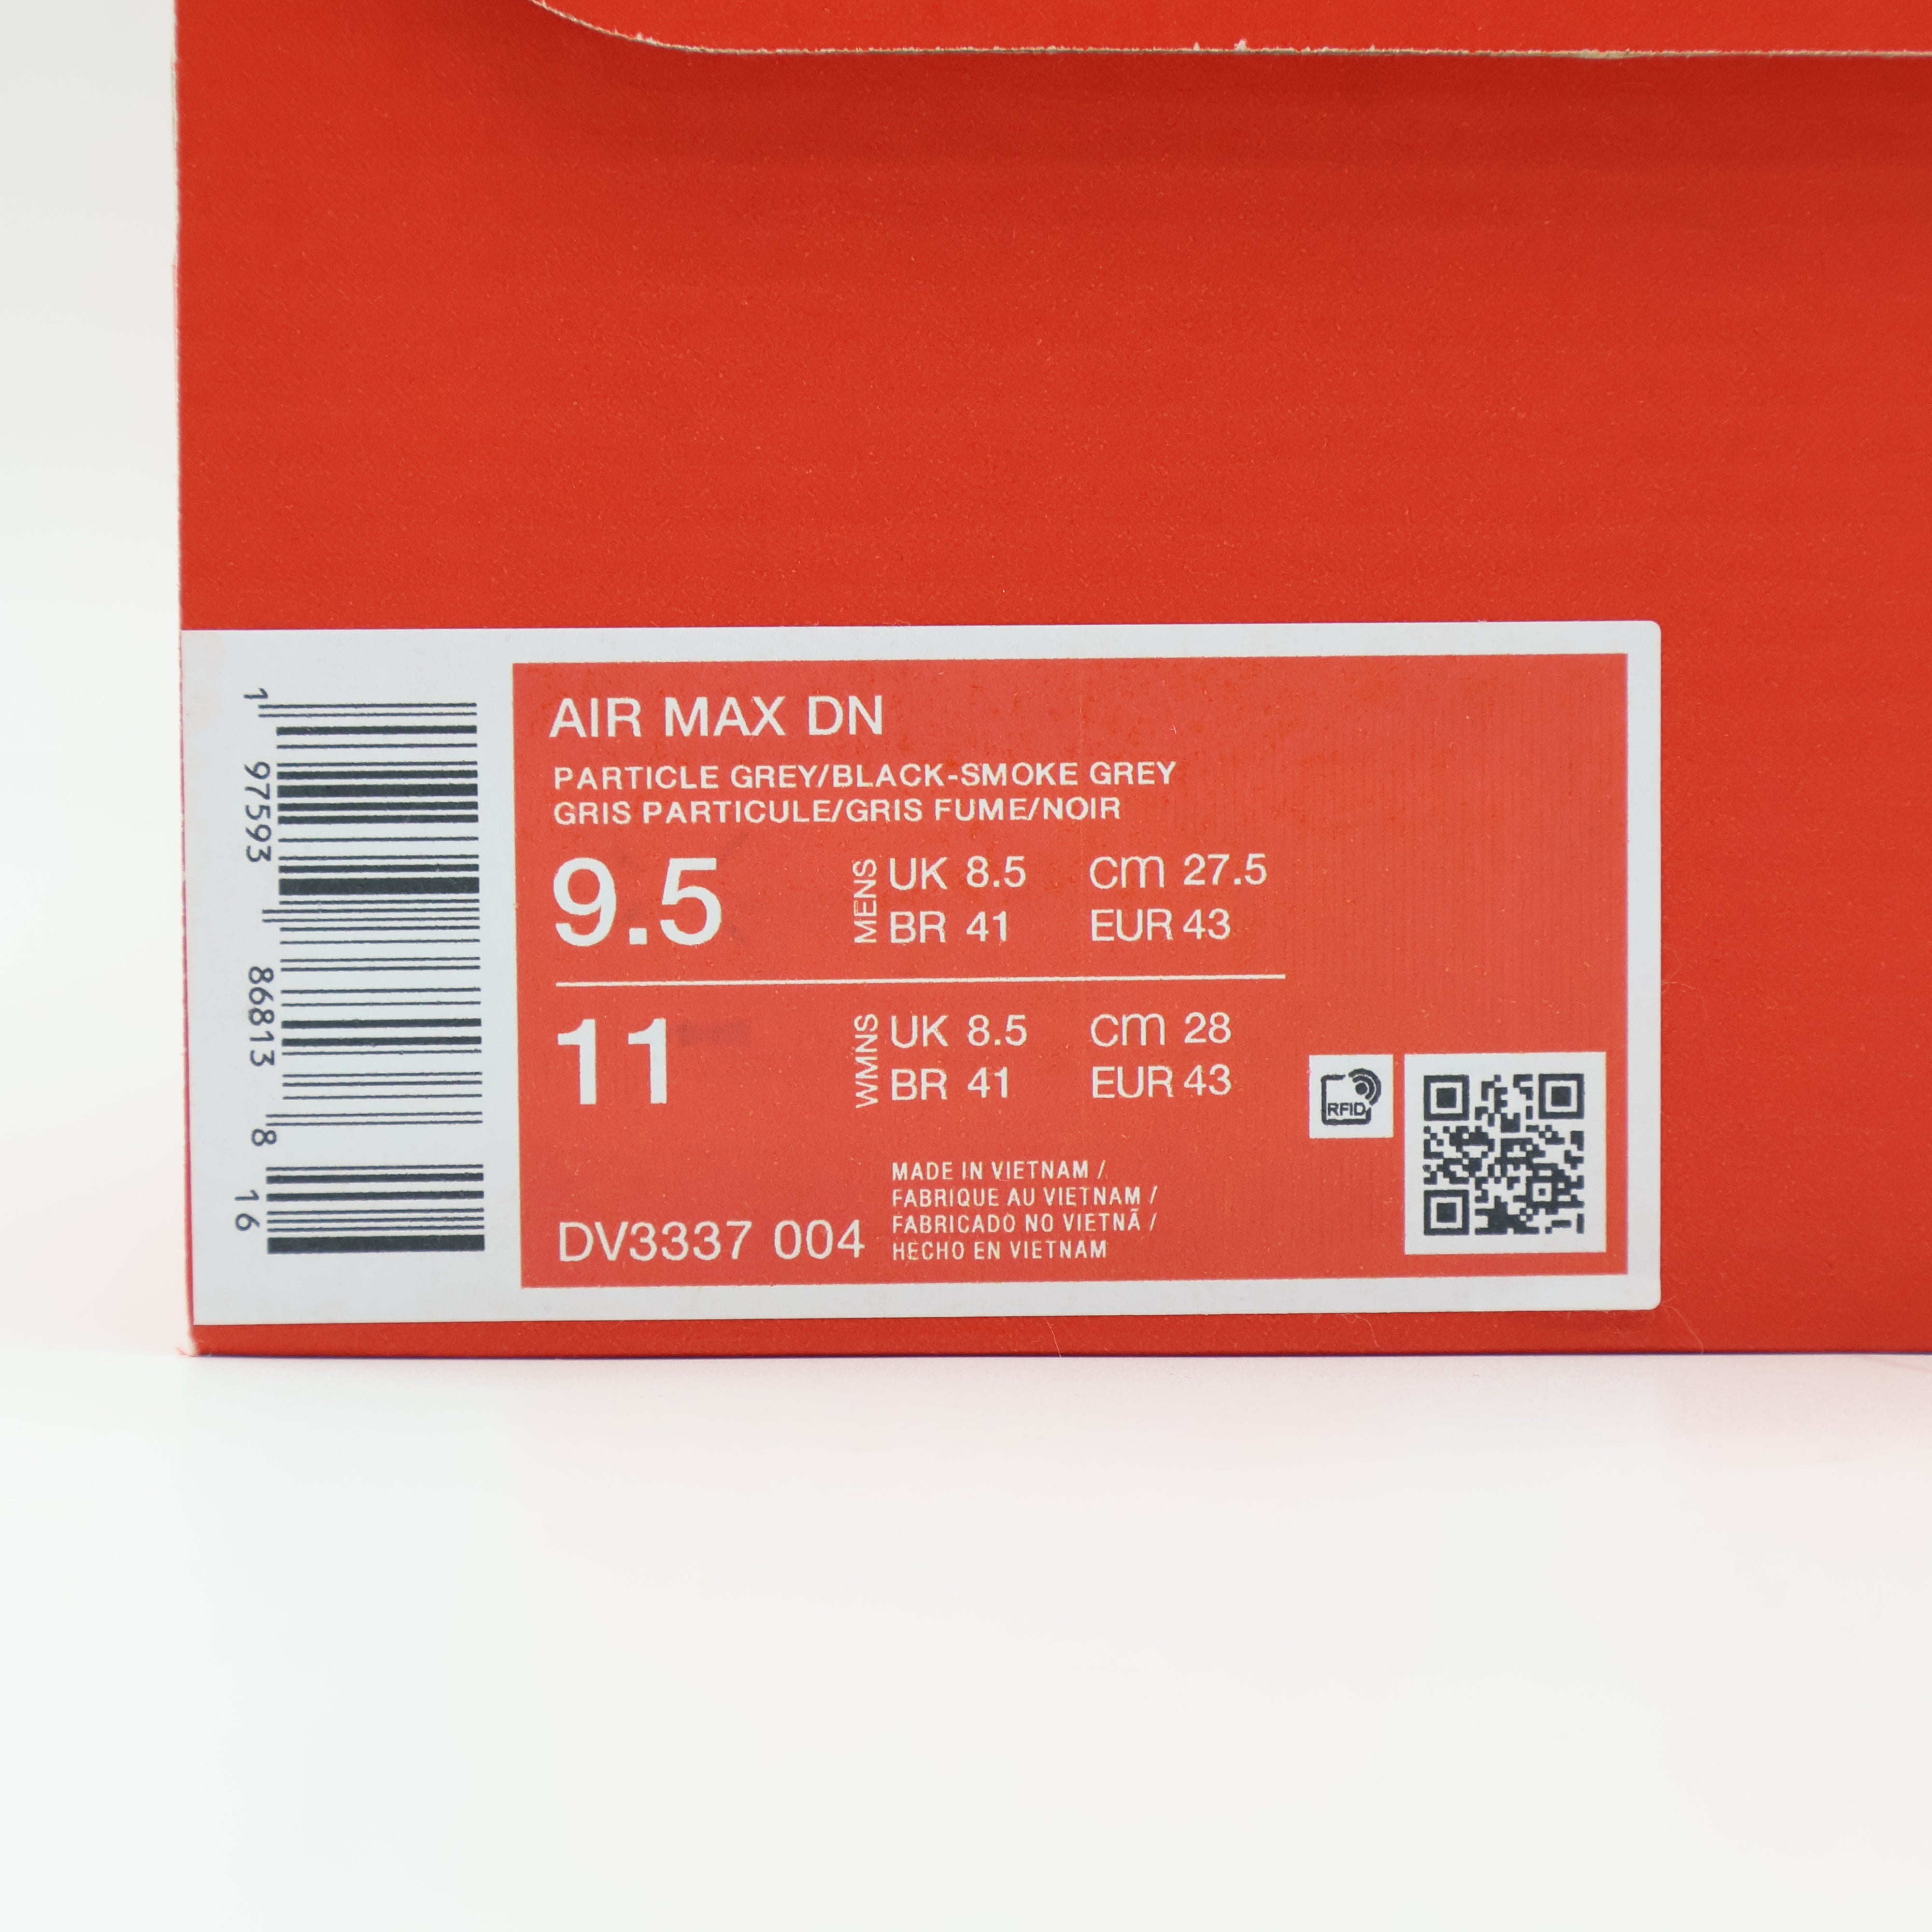 AIR MAX DN
PARTICLE GREY/BLACK-SMOKE GREY
GRIS PARTICULE/GRIS FUME/NOIR
9.5
MENS
UK 8.5 cm 27.5
BR 41 EUR 43
11
WMNS
UK 8.5 cm 28
BR 41 EUR 43
RFID
MADE IN VIETNAM /
FABRIQUE AU VIETNAM /
FABRICADO NO VIETNÃ /
HECHO EN VIETNAM
DV3337 004
1 97593 86813 8 16